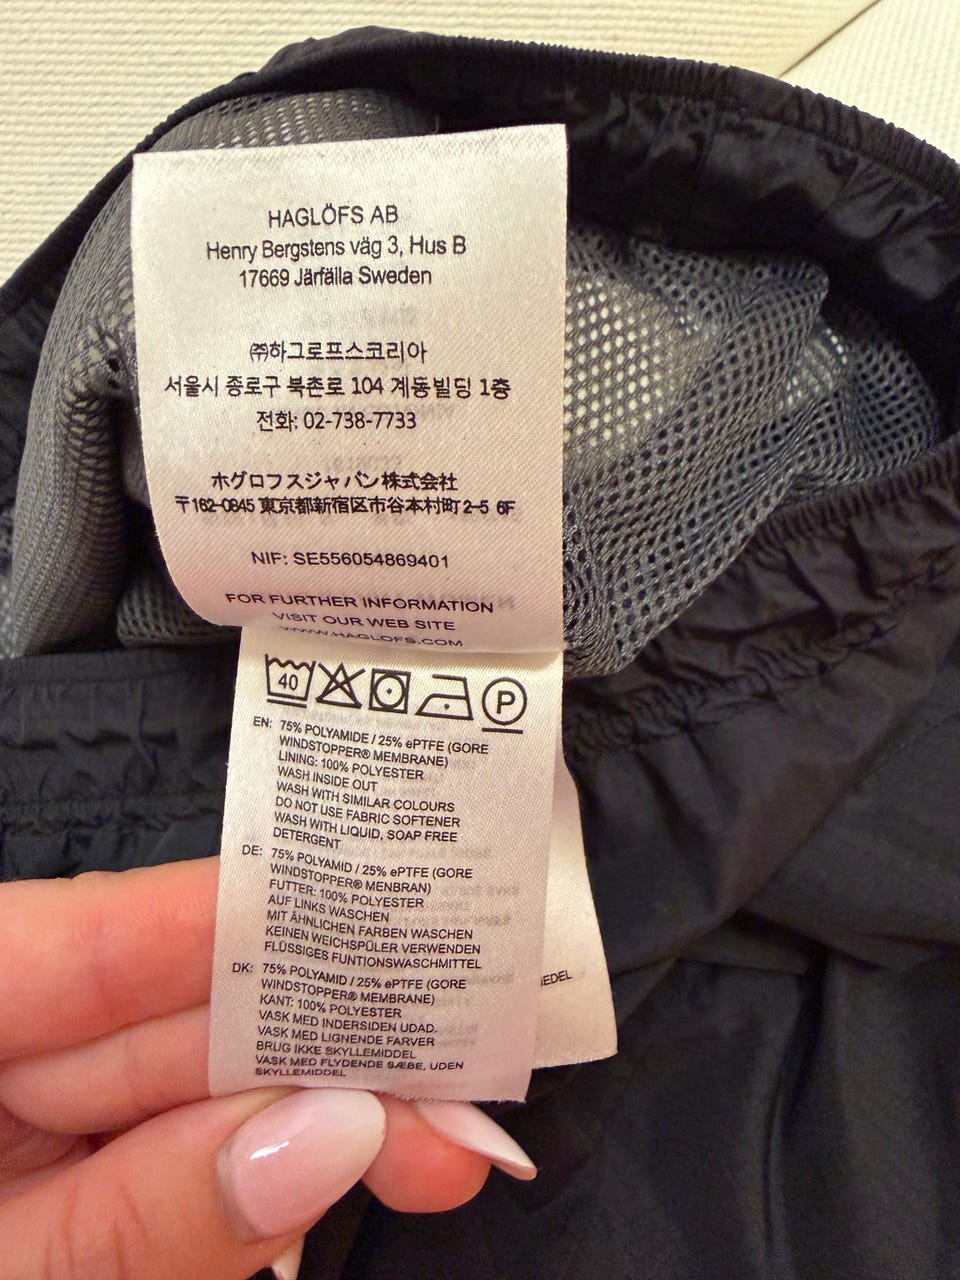 HAGLÖFS AB
Henry Bergstens väg 3, Hus B
17669 Järfälla Sweden
㈜하그로프스코리아
서울시 종로구 북촌로 104 계동빌딩 1층
전화: 02-738-7733
ホグロフスジャパン株式会社
〒162-0845 東京都新宿区市谷本村町2-5 6F
NIF: SE556054869401
FOR FURTHER INFORMATION
VISIT OUR WEB SITE
WWW.HAGLOFS.COM
40
P
EN: 75% POLYAMIDE / 25% ePTFE (GORE
WINDSTOPPER® MEMBRANE)
LINING: 100% POLYESTER
WASH INSIDE OUT
WASH WITH SIMILAR COLOURS
DO NOT USE FABRIC SOFTENER
WASH WITH LIQUID, SOAP FREE
DETERGENT
DE: 75% POLYAMID / 25% ePTFE (GORE
WINDSTOPPER® MENBRAN)
FUTTER: 100% POLYESTER
AUF LINKS WASCHEN
MIT ÄHNLICHEN FARBEN WASCHEN
KEINEN WEICHSPÜLER VERWENDEN
FLÜSSIGES FUNTIONSWASCHMITTEL
DK: 75% POLYAMID / 25% ePTFE (GORE
WINDSTOPPER® MEMBRANE)
KANT: 100% POLYESTER
VASK MED INDERSIDEN UDAD.
VASK MED LIGNENDE FARVER
BRUG IKKE SKYLLEMIDDEL
VASK MED FLYDENDE SÆBE, UDEN
SKYLLEMIDDEL